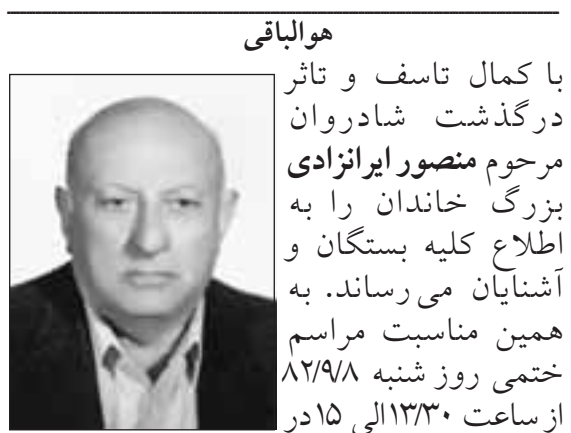 هوالباقی
با کمال تاسف و تاثر
درگذشت شادروان
مرحوم منصور ایرانزادی
بزرگ خاندان را به
اطلاع کلیه بستگان و
آشنایان می‌رساند. به
همین مناسبت مراسم
ختمی روز شنبه ۸۲/۹/۸
از ساعت ۱۳/۳۰ الی ۱۵ در